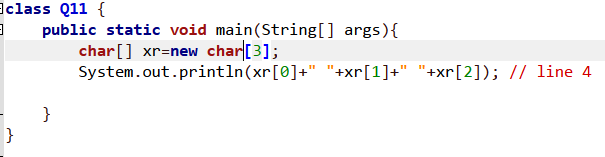 class Q11 {
    public static void main(String[] args){
        char[] xr=new char[3];
        System.out.println(xr[0]+" "+xr[1]+" "+xr[2]); // line 4
    }
}